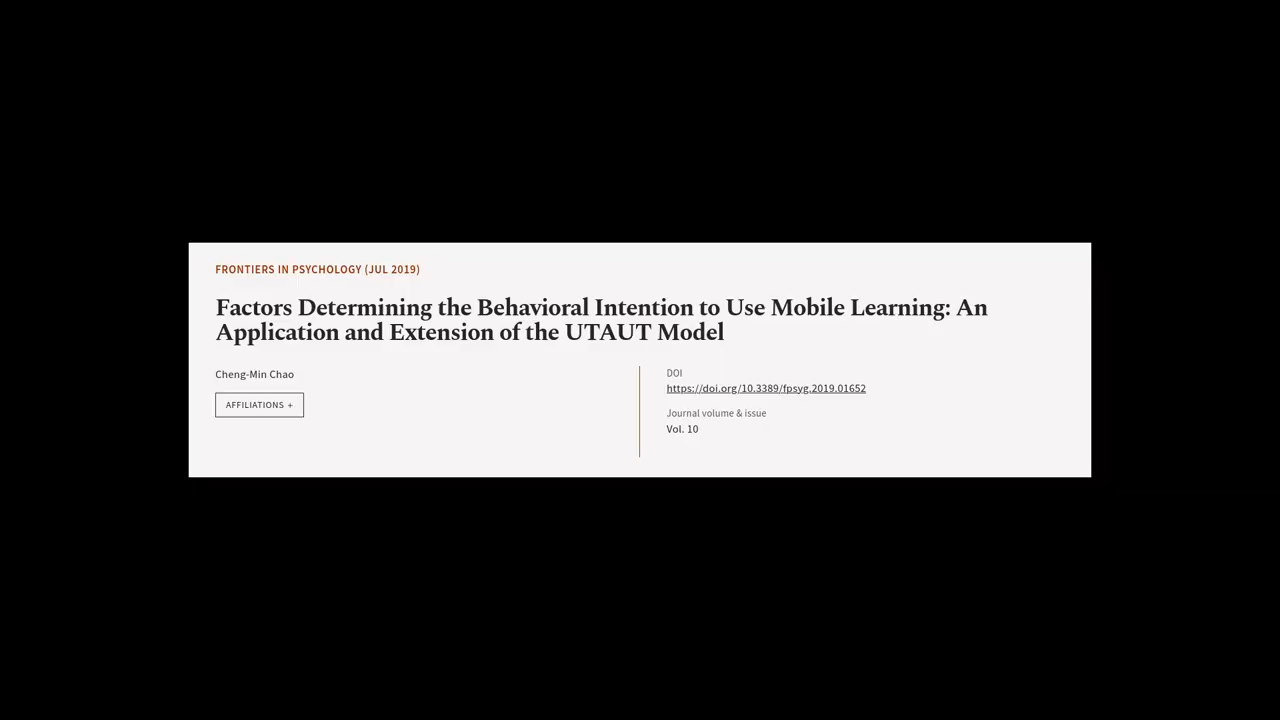 FRONTIERS IN PSYCHOLOGY (JUL 2019)
Factors Determining the Behavioral Intention to Use Mobile Learning: An
Application and Extension of the UTAUT Model
Cheng-Min Chao
AFFILIATIONS +
DOI
https://doi.org/10.3389/fpsyg.2019.01652
Journal volume & issue
Vol. 10